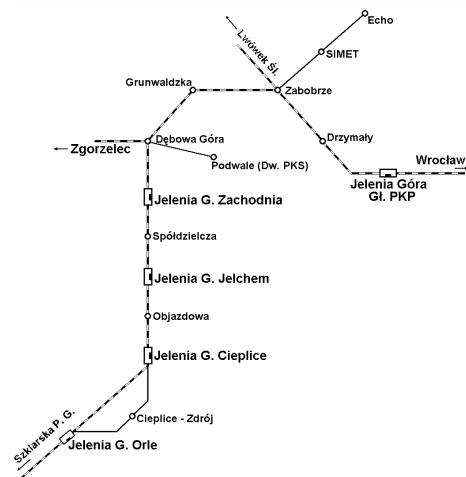 Echo
Lwówek Śl.
SIMET
Grunwaldzka
Zabobrze
Dębowa Góra
Drzymały
Zgorzelec
Wrocław
Podwale (Dw. PKS)
Jelenia Góra
Gł. PKP
Jelenia G. Zachodnia
Spółdzielcza
Jelenia G. Jelchem
Objazdowa
Jelenia G. Cieplice
Cieplice - Zdrój
Szklarska P. G.
Jelenia G. Orle